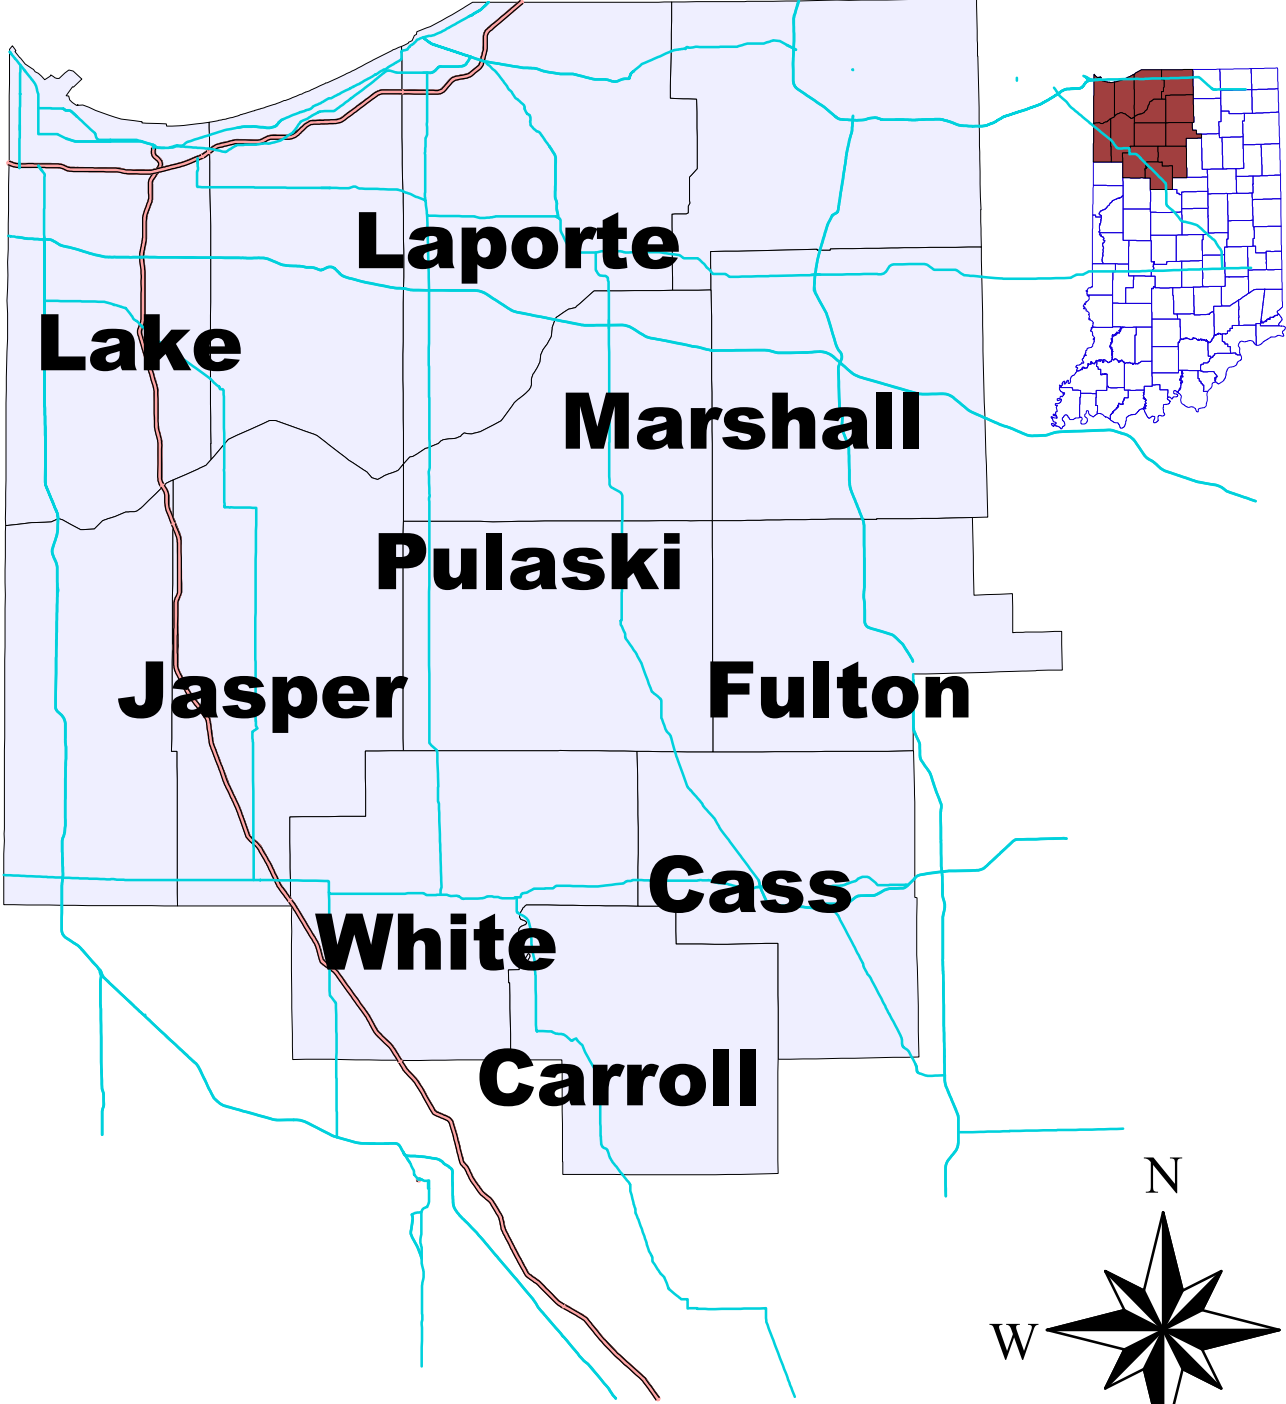 Laporte
Lake
Marshall
Pulaski
Jasper
Fulton
Cass
White
Carroll
N
W